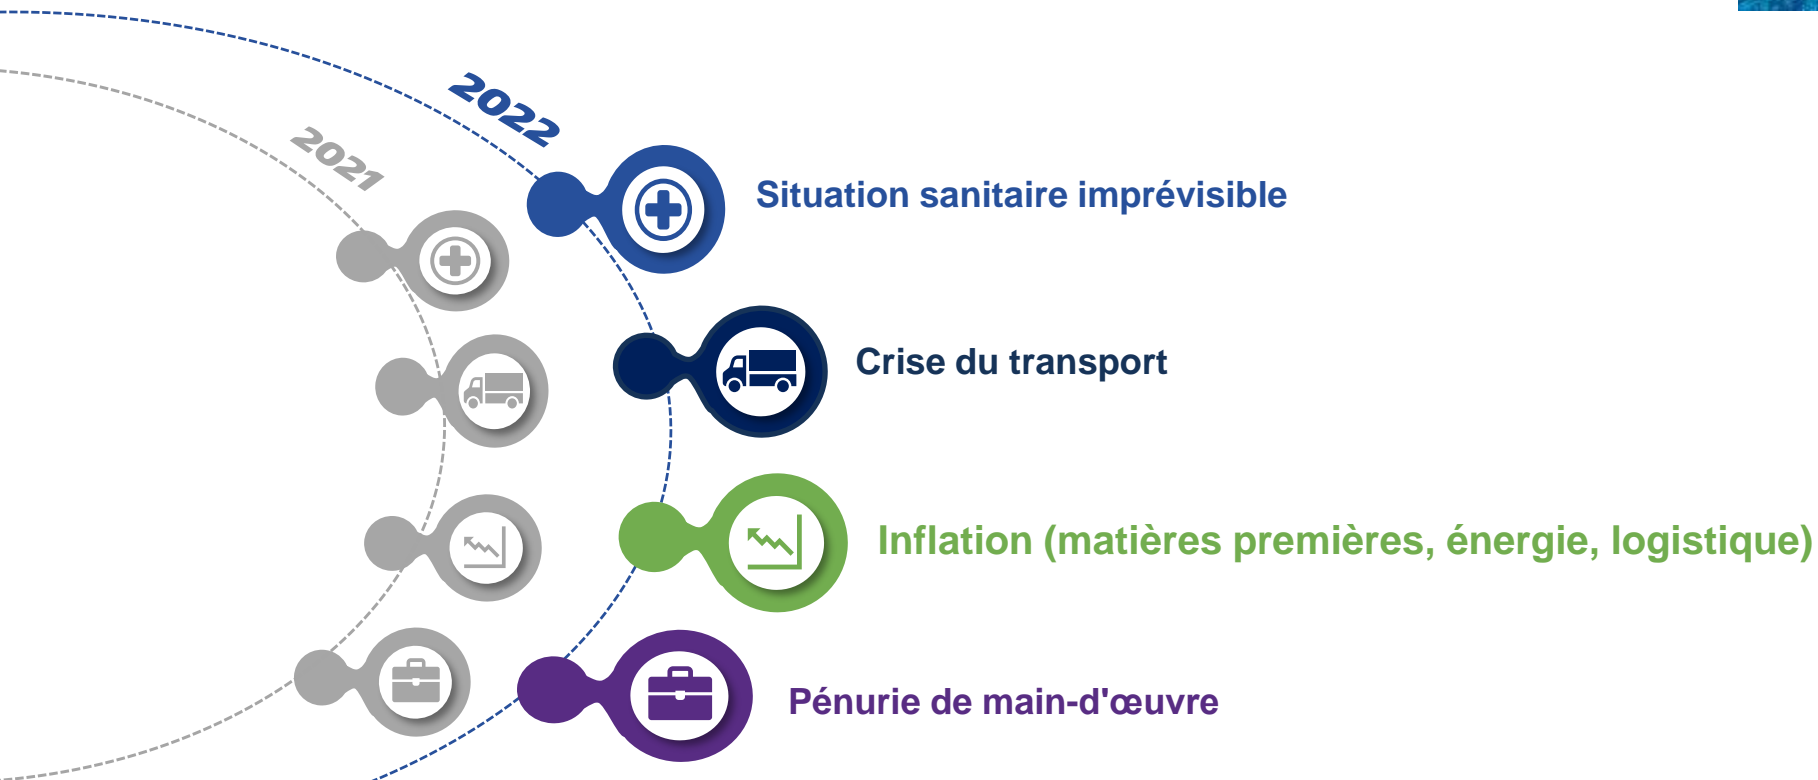 2022
2021
Situation sanitaire imprévisible
Crise du transport
Inflation (matières premières, énergie, logistique)
Pénurie de main-d'œuvre